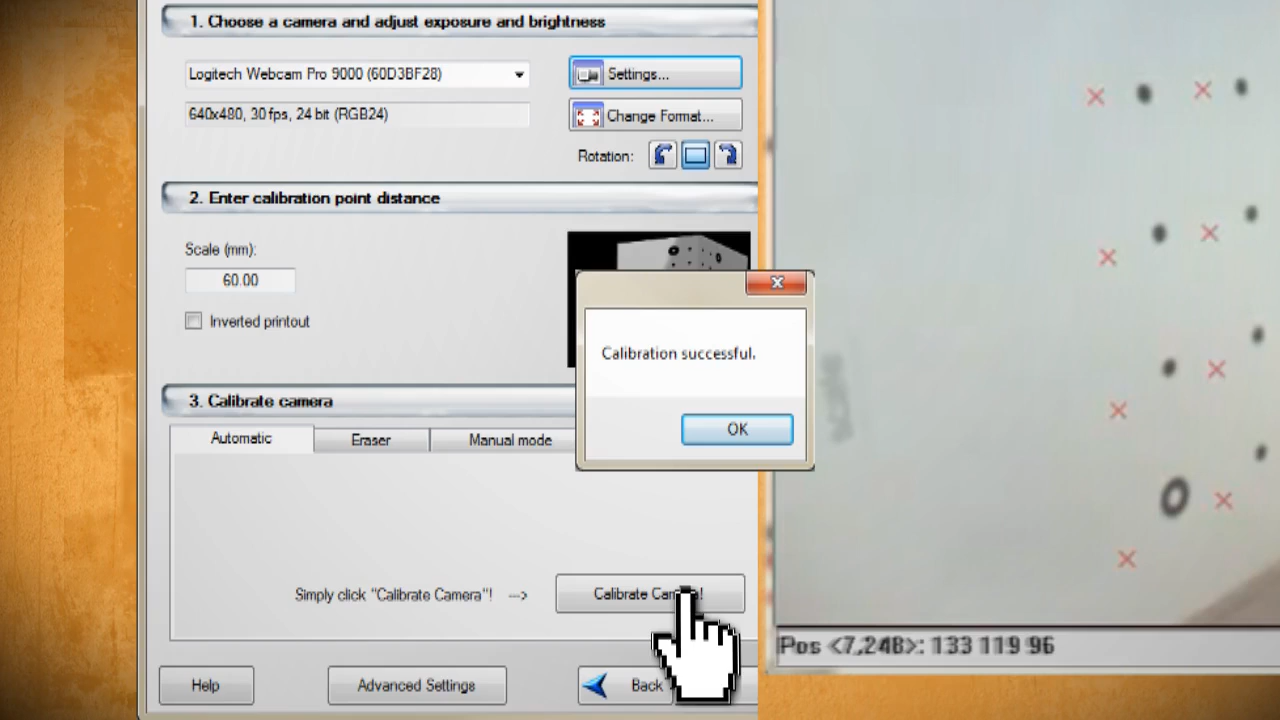 1. Choose a camera and adjust exposure and brightness
Logitech Webcam Pro 9000 (60D3BF28)
Settings...
640x480, 30 fps, 24 bit (RGB24)
Change Format...
Rotation:
2. Enter calibration point distance
Scale (mm):
60.00
Inverted printout
Calibration successful.
OK
3. Calibrate camera
Automatic
Eraser
Manual mode
Simply click "Calibrate Camera"! -->
Calibrate Camera!
Help
Advanced Settings
Back
Pos <7,248>: 133 119 96